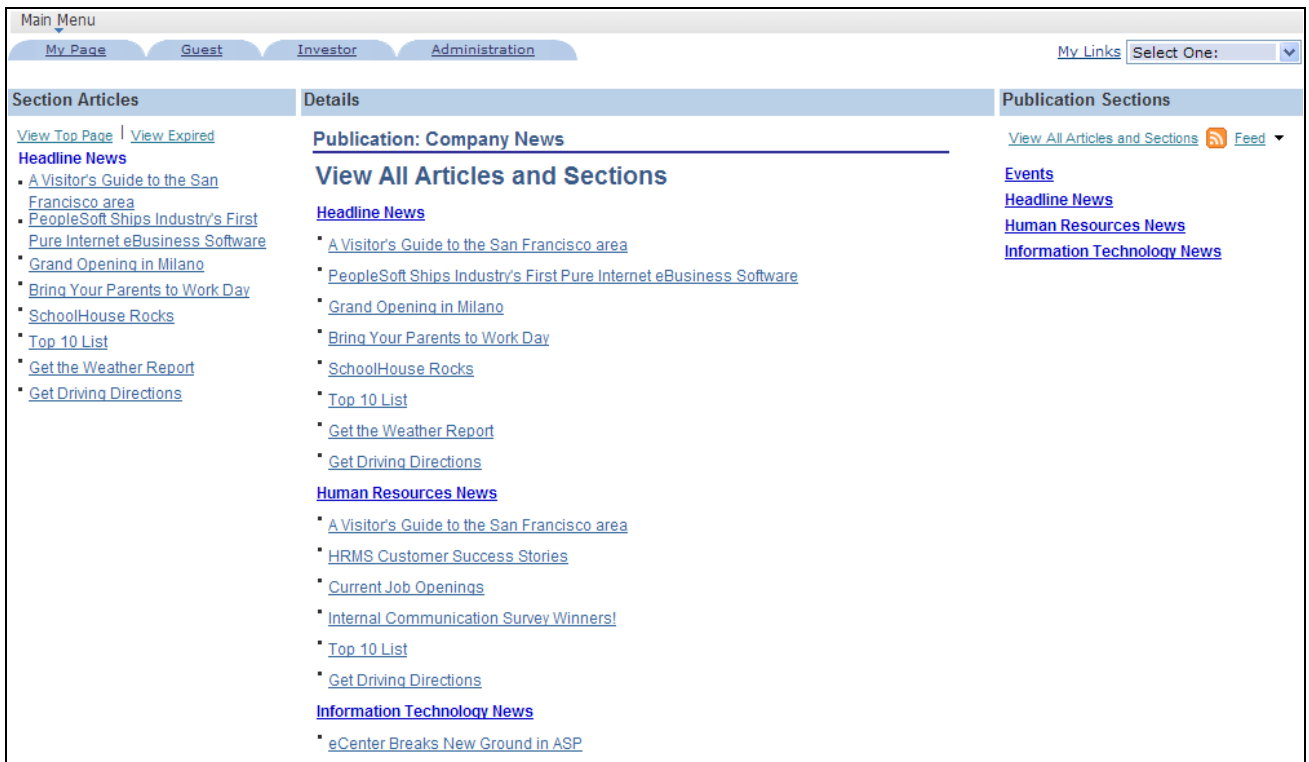 Main Menu
My Page Guest Investor Administration
My Links Select One:
Section Articles
View Top Page | View Expired
Headline News
A Visitor's Guide to the San
Francisco area
PeopleSoft Ships Industry's First
Pure Internet eBusiness Software
Grand Opening in Milano
Bring Your Parents to Work Day
SchoolHouse Rocks
Top 10 List
Get the Weather Report
Get Driving Directions
Details
Publication: Company News
View All Articles and Sections
Headline News
A Visitor's Guide to the San Francisco area
PeopleSoft Ships Industry's First Pure Internet eBusiness Software
Grand Opening in Milano
Bring Your Parents to Work Day
SchoolHouse Rocks
Top 10 List
Get the Weather Report
Get Driving Directions
Human Resources News
A Visitor's Guide to the San Francisco area
HRMS Customer Success Stories
Current Job Openings
Internal Communication Survey Winners!
Top 10 List
Get Driving Directions
Information Technology News
eCenter Breaks New Ground in ASP
Publication Sections
View All Articles and Sections Feed
Events
Headline News
Human Resources News
Information Technology News